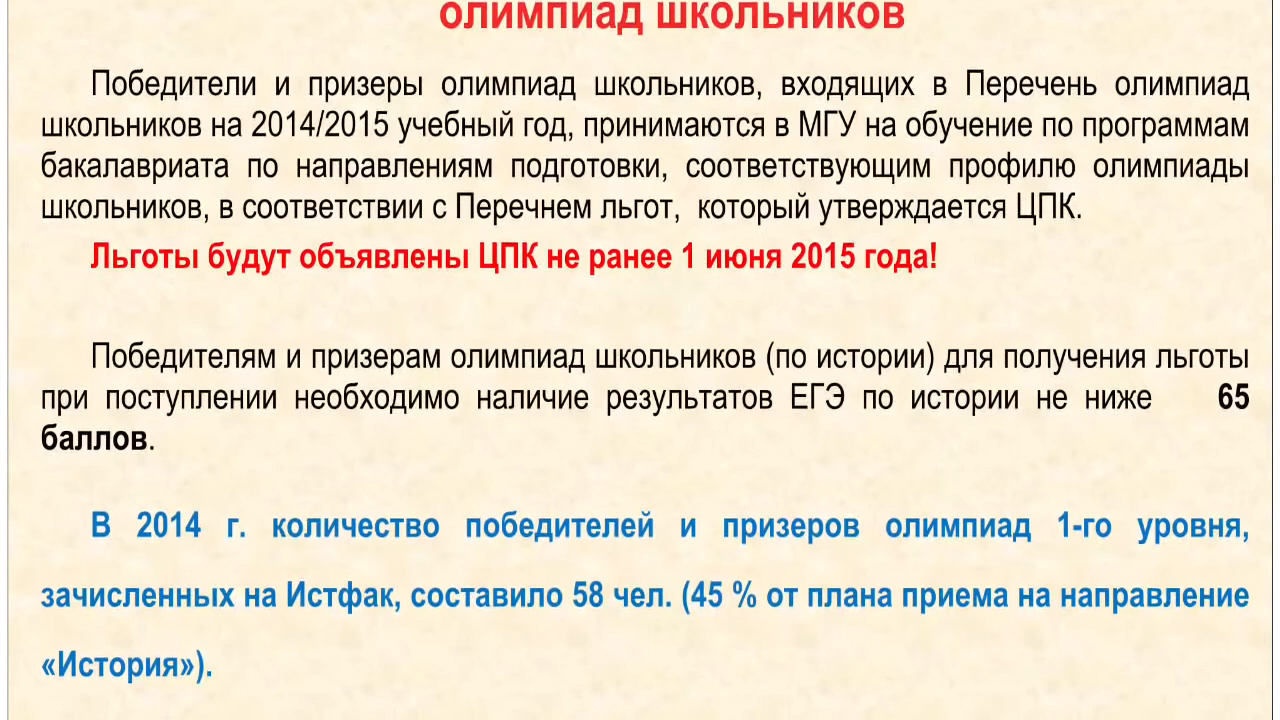 олимпиад школьников
Победители и призеры олимпиад школьников, входящих в Перечень олимпиад
школьников на 2014/2015 учебный год, принимаются в МГУ на обучение по программам
бакалавриата по направлениям подготовки, соответствующим профилю олимпиады
школьников, в соответствии с Перечнем льгот, который утверждается ЦПК.
Льготы будут объявлены ЦПК не ранее 1 июня 2015 года!
Победителям и призерам олимпиад школьников (по истории) для получения льготы
при поступлении необходимо наличие результатов ЕГЭ по истории не ниже 65
баллов.
В 2014 г. количество победителей и призеров олимпиад 1-го уровня,
зачисленных на Истфак, составило 58 чел. (45 % от плана приема на направление
«История»).